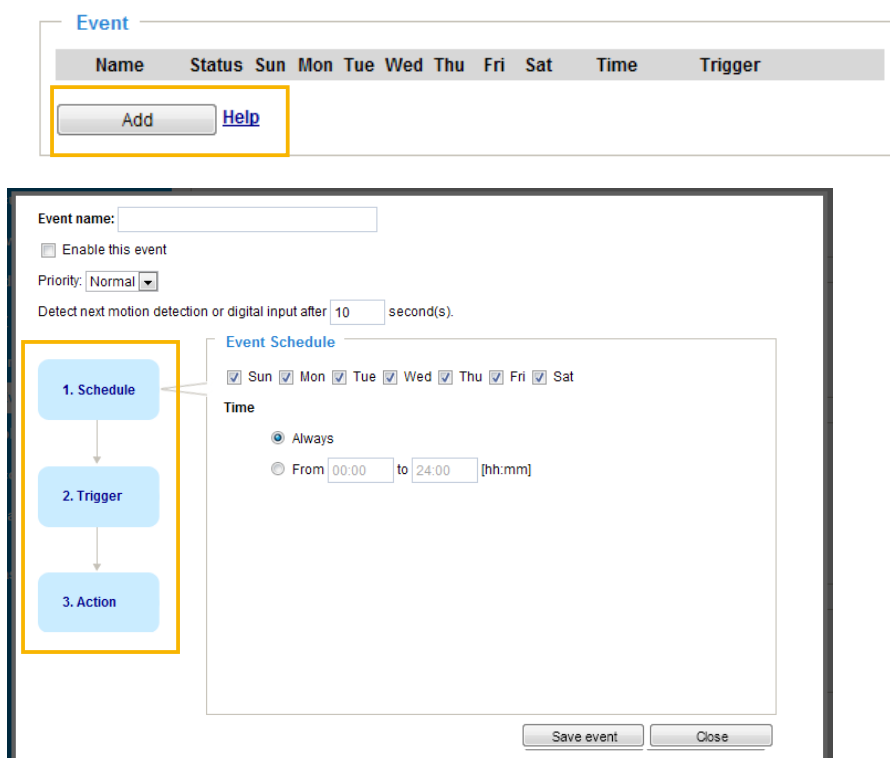 Event
Name Status Sun Mon Tue Wed Thu Fri Sat Time Trigger
Add Help
Event name:
Enable this event
Priority: Normal
Detect next motion detection or digital input after 10 second(s).
Event Schedule
1. Schedule
Sun Mon Tue Wed Thu Fri Sat
Time
Always
From 00:00 to 24:00 [hh:mm]
2. Trigger
3. Action
Save event Close